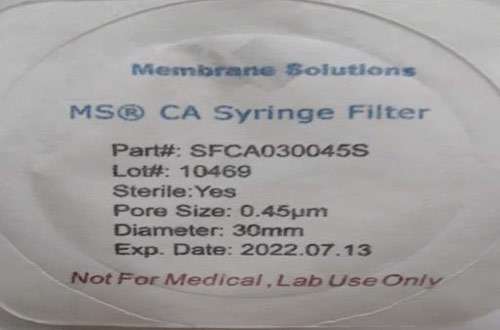 Membrane Solutions
MS® CA Syringe Filter
Part#: SFCA030045S
Lot#: 10469
Sterile:Yes
Pore Size: 0.45µm
Diameter: 30mm
Exp. Date: 2022.07.13
Not For Medical,Lab Use Only